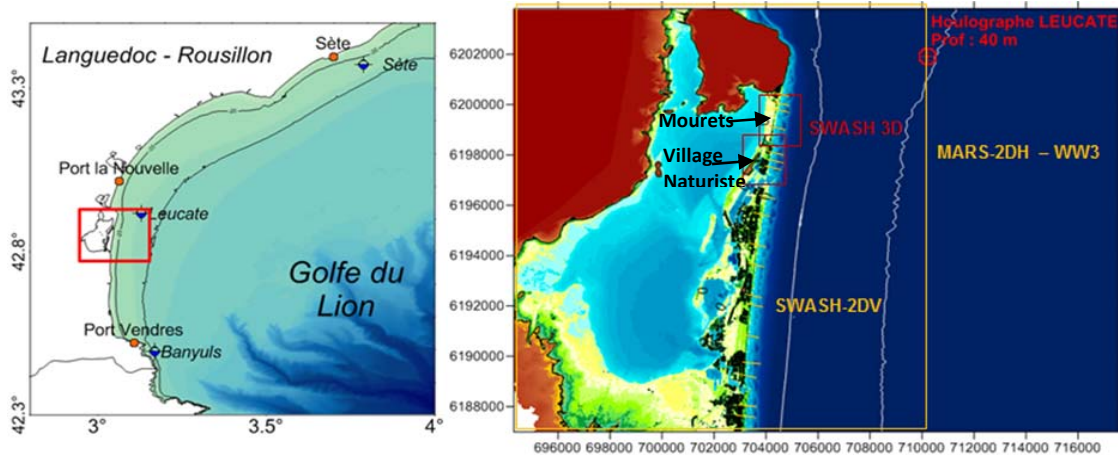 Languedoc - Rousillon
Sète
Sète
43.3°
Port la Nouvelle
Leucate
42.8°
Golfe du
Lion
Port Vendres
Banyuls
42.3°
3°
3.5°
4°
Houlographe LEUCATE
Prof : 40 m
6202000
6200000
Mourets
SWASH 3D
6198000
Village
Naturiste
MARS-2DH – WW3
6196000
6194000
6192000
SWASH-2DV
6190000
6188000
696000 698000 700000 702000 704000 706000 708000 710000 712000 714000 716000